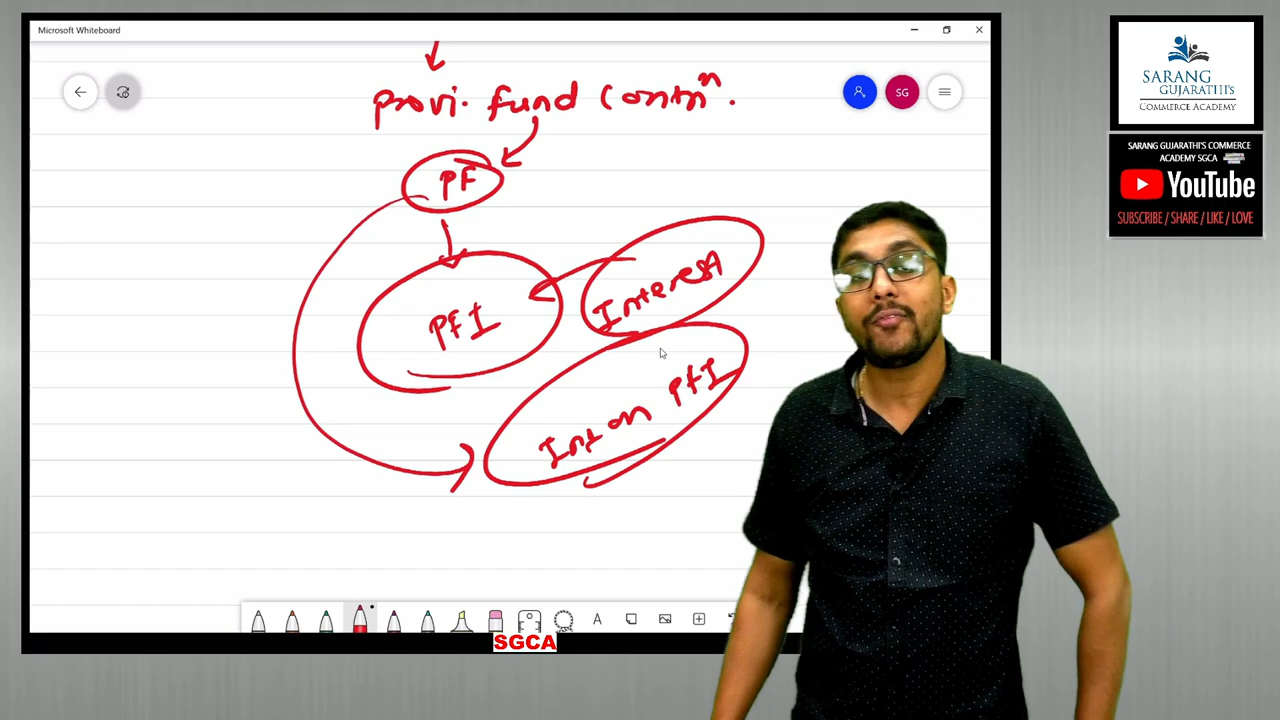 Microsoft Whiteboard
Provi. fund Contrⁿ.
PF
Interest
PFI
Int on PFI
SG
A
SGCA
SARANG
GUJARATHI'S
COMMERCE ACADEMY
SARANG GUJARATHI'S COMMERCE
ACADEMY SGCA
YouTube
SUBSCRIBE / SHARE / LIKE / LOVE